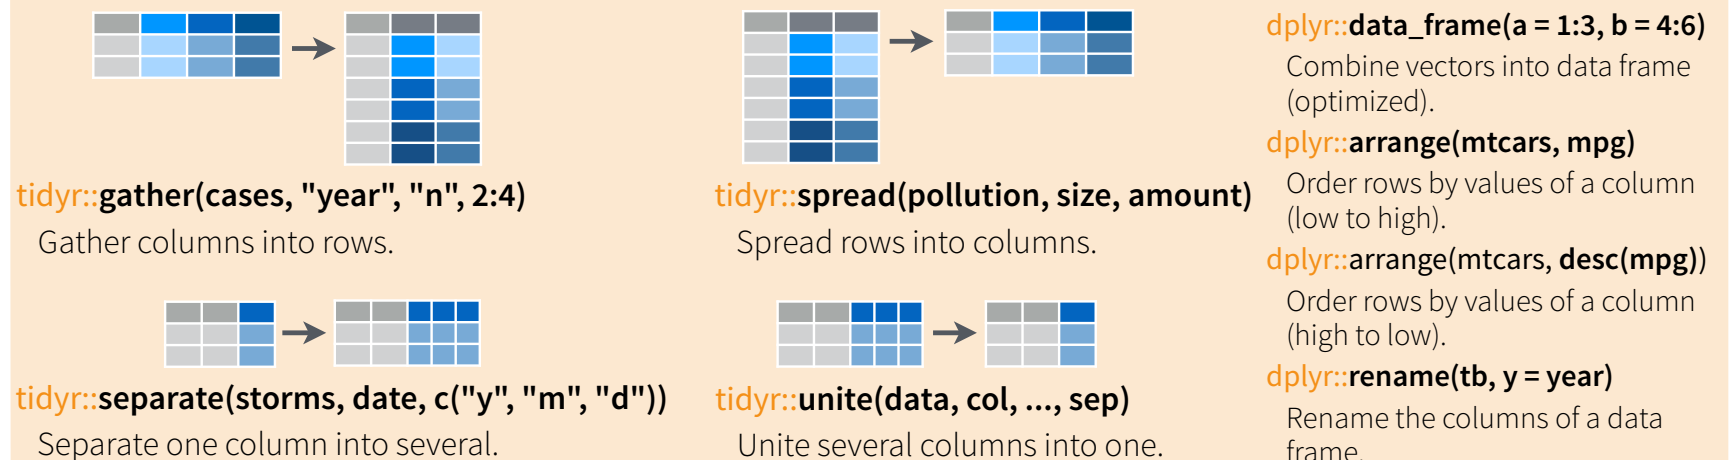 tidyr::gather(cases, "year", "n", 2:4)
Gather columns into rows.
tidyr::spread(pollution, size, amount)
Spread rows into columns.
tidyr::separate(storms, date, c("y", "m", "d"))
Separate one column into several.
tidyr::unite(data, col, ..., sep)
Unite several columns into one.
dplyr::data_frame(a = 1:3, b = 4:6)
Combine vectors into data frame
(optimized).
dplyr::arrange(mtcars, mpg)
Order rows by values of a column
(low to high).
dplyr::arrange(mtcars, desc(mpg))
Order rows by values of a column
(high to low).
dplyr::rename(tb, y = year)
Rename the columns of a data
frame.